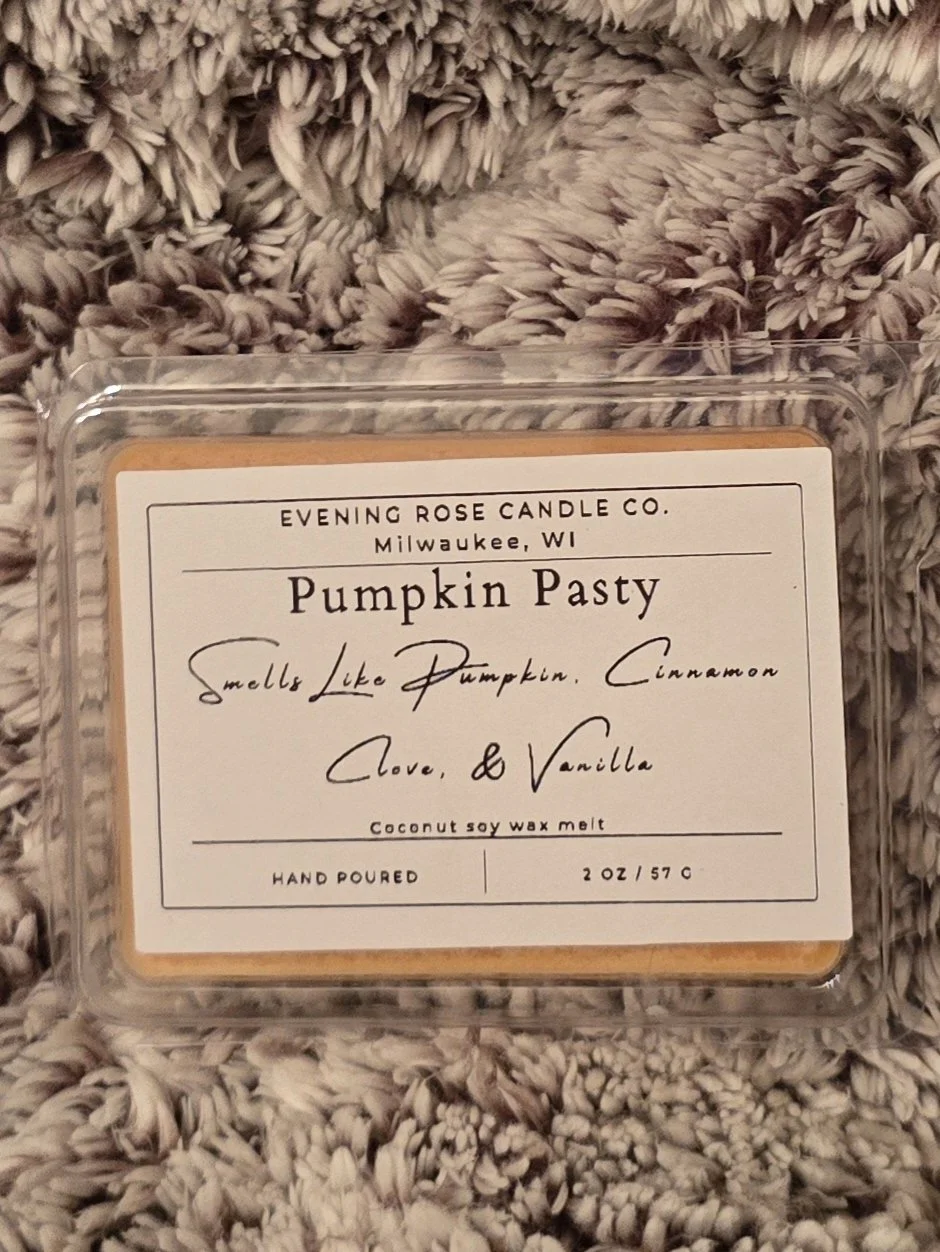 EVENING ROSE CANDLE CO.
Milwaukee, WI
Pumpkin Pasty
Smells Like Pumpkin, Cinnamon
Clove, & Vanilla
Coconut soy wax melt
HAND POURED 2 OZ / 57 G